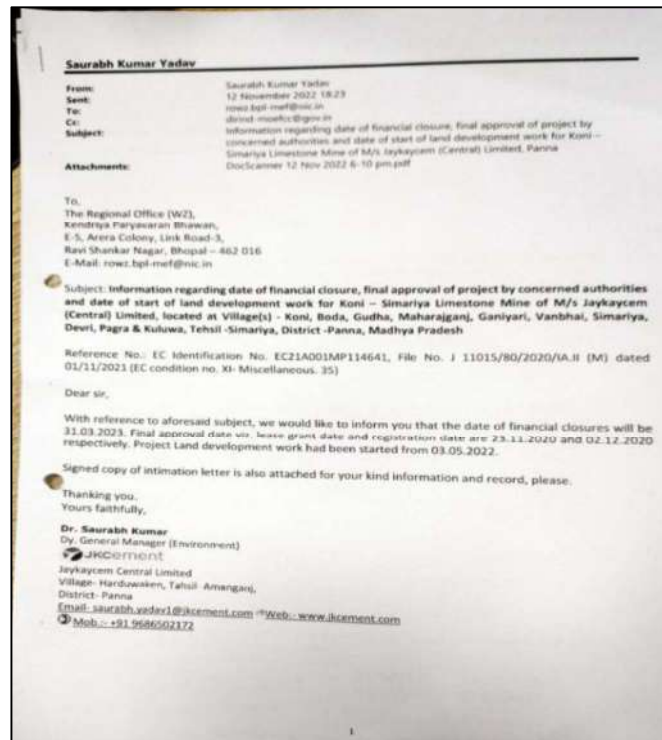 Saurabh Kumar Yadav
From: Saurabh Kumar Yadav
Sent: 12 November 2022 18:23
To: rowz.bpl-mef@nic.in
Cc: dirind-moefcc@gov.in
Subject: Information regarding date of financial closure, final approval of project by
concerned authorities and date of start of land development work for Koni –
Simariya Limestone Mine of M/s Jaykaycem (Central) Limited, Panna
Attachments: DocScanner 12 Nov 2022 6-10 pm.pdf
To,
The Regional Office (WZ),
Kendriya Paryavaran Bhawan,
E-5, Arera Colony, Link Road-3,
Ravi Shankar Nagar, Bhopal – 462 016
E-Mail: rowz.bpl-mef@nic.in
Subject: Information regarding date of financial closure, final approval of project by concerned authorities
and date of start of land development work for Koni – Simariya Limestone Mine of M/s Jaykaycem
(Central) Limited, located at Village(s) - Koni, Boda, Gudha, Maharajganj, Ganiyari, Vanbhai, Simariya,
Devri, Pagra & Kuluwa, Tehsil -Simariya, District -Panna, Madhya Pradesh
Reference No.: EC Identification No. EC21A001MP114641, File No. J 11015/80/2020/IA.II (M) dated
01/11/2021 (EC condition no. XI- Miscellaneous. 35)
Dear sir,
With reference to aforesaid subject, we would like to inform you that the date of financial closures will be
31.03.2023. Final approval date viz. lease grant date and registration date are 23.11.2020 and 02.12.2020
respectively. Project Land development work had been started from 03.05.2022.
Signed copy of intimation letter is also attached for your kind information and record, please.
Thanking you.
Yours faithfully,
Dr. Saurabh Kumar
Dy. General Manager (Environment)
JKcement
Jaykaycem Central Limited
Village- Harduwaken, Tahsil- Amanganj,
District- Panna
Email- saurabh.yadav1@jkcement.com Web:- www.jkcement.com
Mob.:- +91 9686502172
1